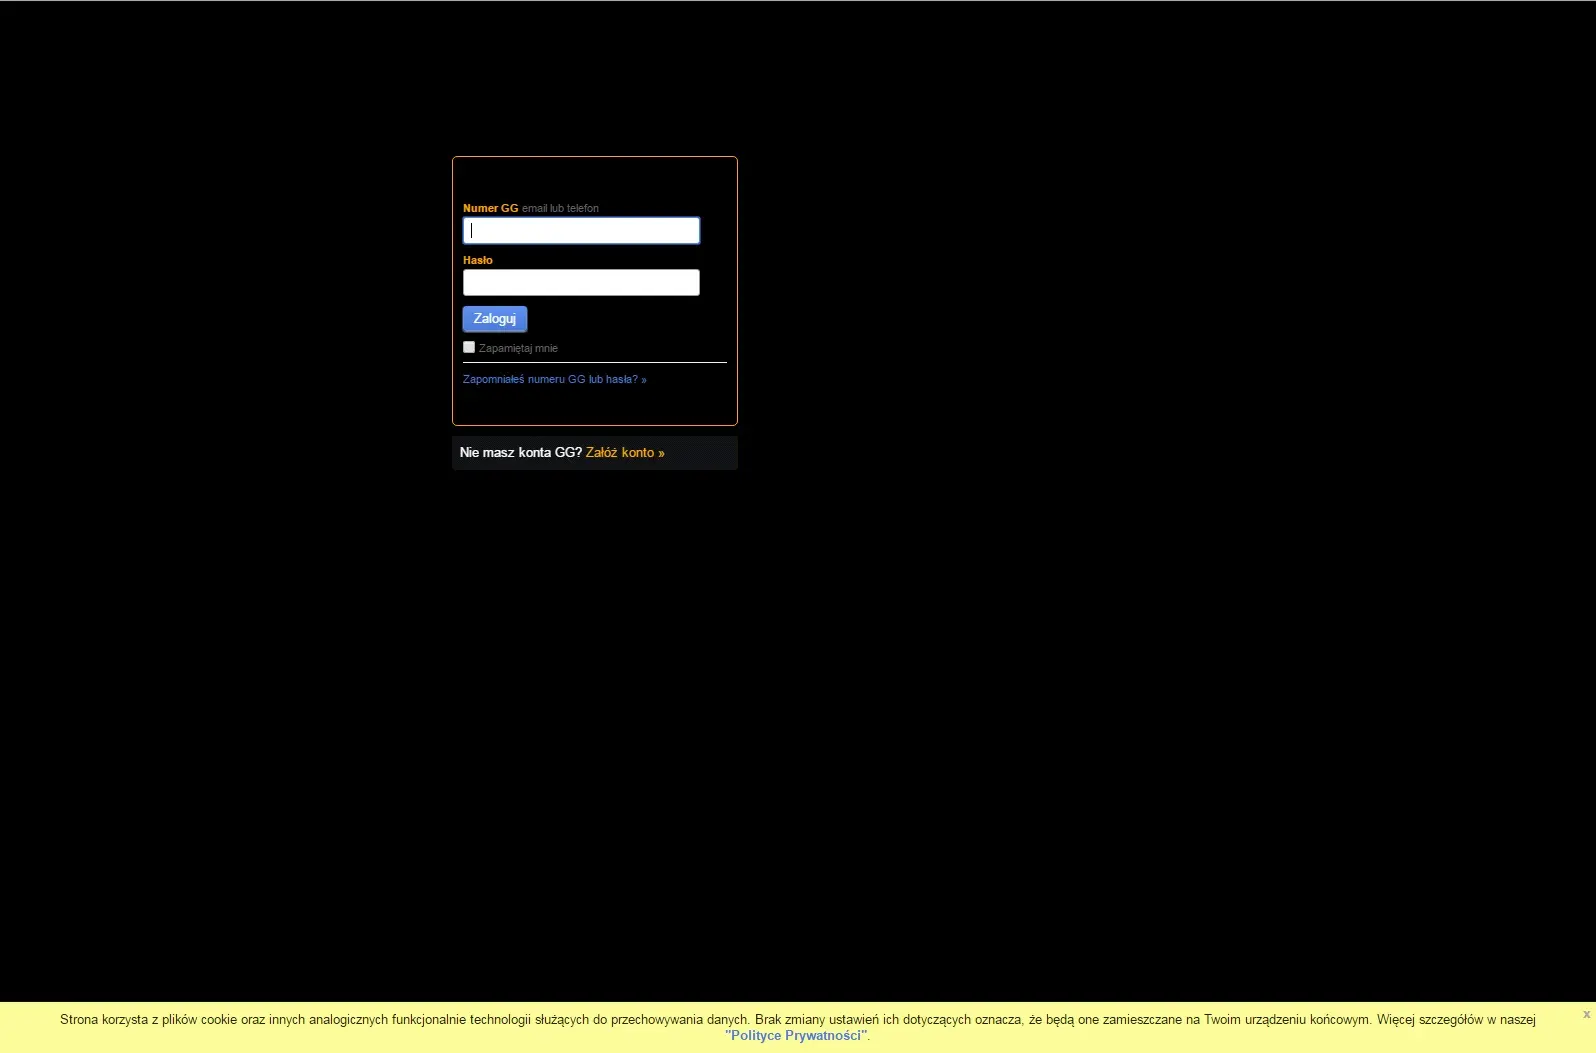 Numer GG email lub telefon
Hasło
Zaloguj
Zapamiętaj mnie
Zapomniałeś numeru GG lub hasła? »
Nie masz konta GG? Załóż konto »
Strona korzysta z plików cookie oraz innych analogicznych funkcjonalnie technologii służących do przechowywania danych. Brak zmiany ustawień ich dotyczących oznacza, że będą one zamieszczane na Twoim urządzeniu końcowym. Więcej szczegółów w naszej
"Polityce Prywatności".
x